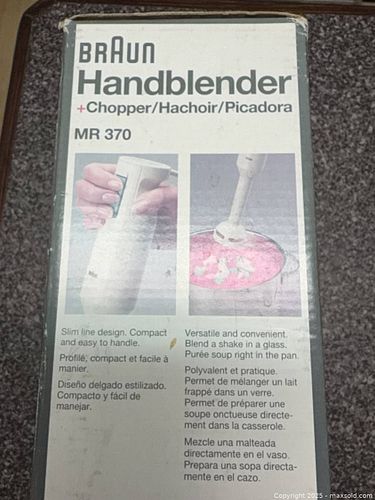 BRAUN
Handblender
+Chopper/Hachoir/Picadora
MR 370
Slim line design. Compact
and easy to handle.
Profilé, compact et facile à
manier.
Diseño delgado estilizado.
Compacto y fácil de
manejar.
Versatile and convenient.
Blend a shake in a glass.
Purée soup right in the pan.
Polyvalent et pratique.
Permet de mélanger un lait
frappé dans un verre.
Permet de préparer une
soupe onctueuse directe-
ment dans la casserole.
Mezcle una malteada
directamente en el vaso.
Prepara una sopa directa-
mente en el cazo.
Copyright 2025 - maxsold.com